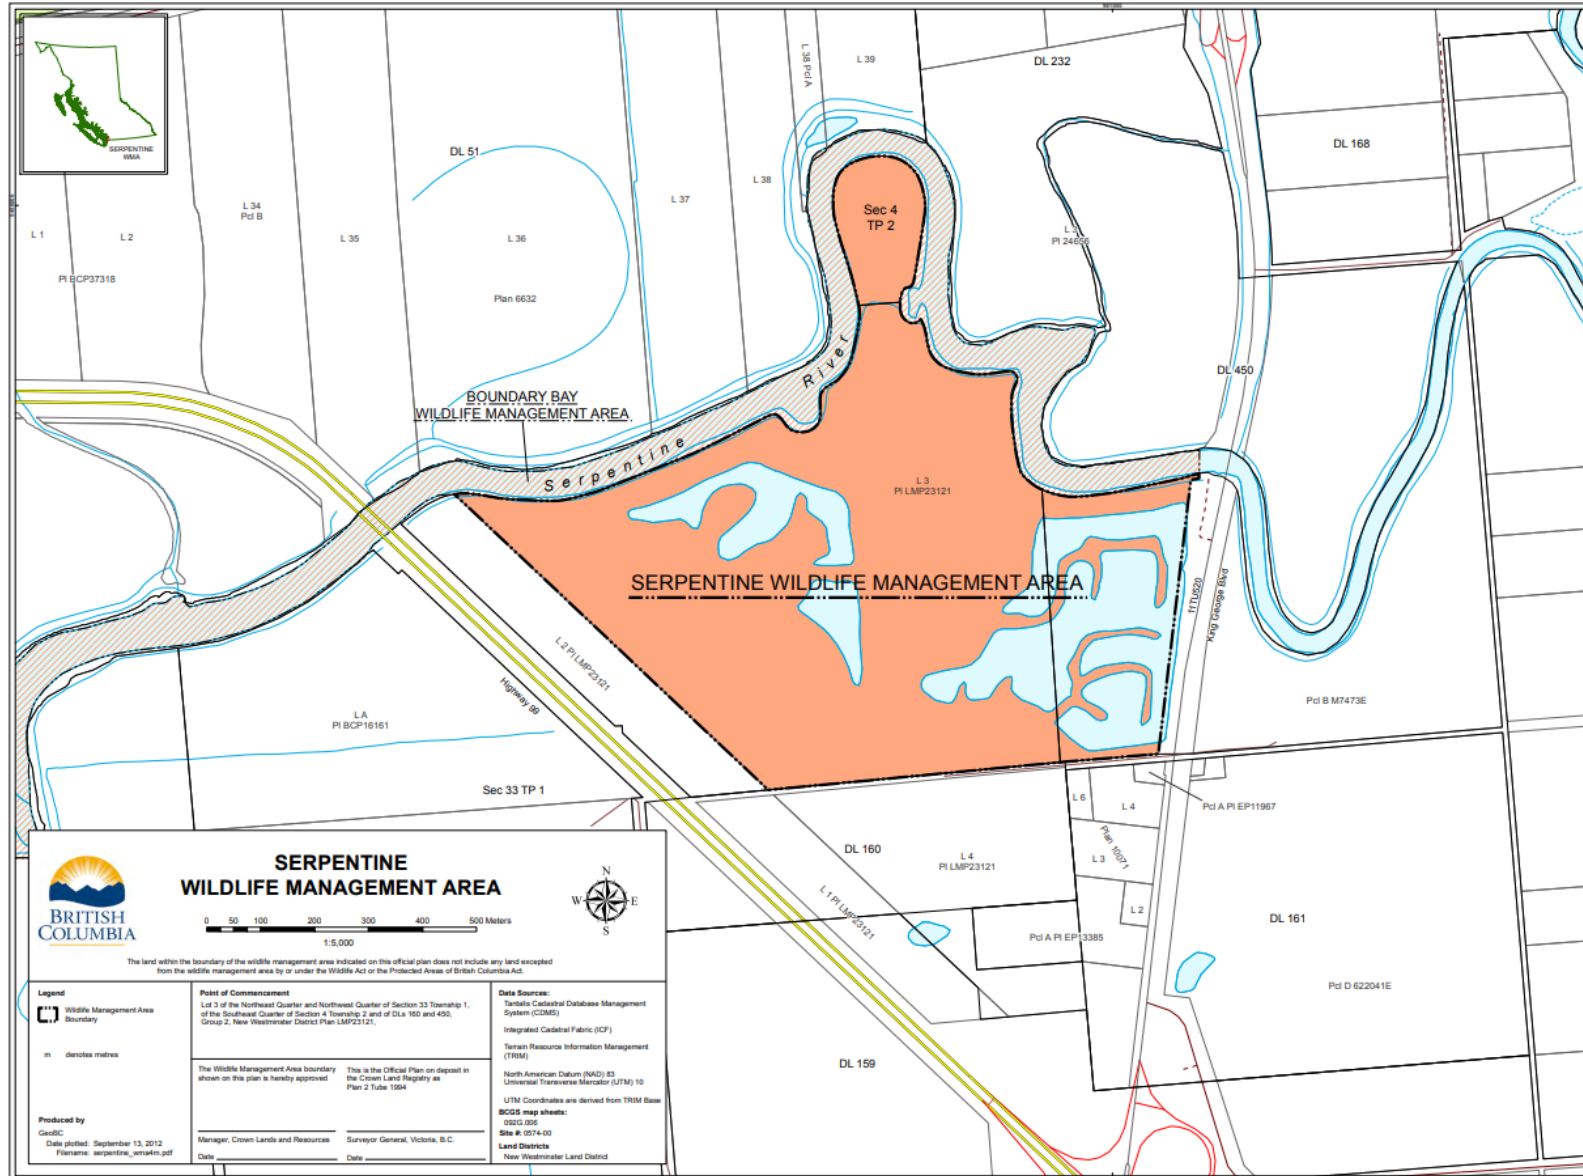 SERPENTINE
WMA
DL 51
L 38 Pcl A
L 39
DL 232
DL 168
L 1
L 2
L 34
Pcl B
L 35
L 36
L 37
L 38
Sec 4
TP 2
Pl 24656
Pl BCP37318
Plan 6632
BOUNDARY BAY
WILDLIFE MANAGEMENT AREA
Serpentine River
DL 450
L 3
Pl LMP23121
SERPENTINE WILDLIFE MANAGEMENT AREA
King George Blvd
L 2 Pl LMP23121
Highway 99
L A
Pl BCP16161
Pcl B M7473E
Sec 33 TP 1
L 6
L 4
Pcl A Pl EP11967
Plan 10071
L 3
L 2
DL 160
L 4
Pl LMP23121
L 1 Pl LMP23121
Pcl A Pl EP13385
DL 161
Pcl D 622041E
DL 159
BRITISH
COLUMBIA
SERPENTINE
WILDLIFE MANAGEMENT AREA
0 50 100 200 300 400 500 Meters
1:5,000
N
W E
S
The land within the boundary of the wildlife management area indicated on this official plan does not include any land excepted
from the wildlife management area by or under the Wildlife Act or the Protected Areas of British Columbia Act.
Legend
Wildlife Management Area
Boundary
m denotes metres
Produced by
GeoBC
Date plotted: September 13, 2012
Filename: serpentine_wma4m.pdf
Point of Commencement
Lot 3 of the Northeast Quarter and Northwest Quarter of Section 33 Township 1,
of the Southeast Quarter of Section 4 Township 2 and of DLs 160 and 450,
Group 2, New Westminster District Plan LMP23121,
The Wildlife Management Area boundary
shown on this plan is hereby approved
Manager, Crown Lands and Resources
Date
This is the Official Plan on deposit in
the Crown Land Registry as
Plan 2 Tube 1994
Surveyor General, Victoria, B.C.
Date
Data Sources:
Tantalis Cadastral Database Management
System (CDMS)
Integrated Cadatral Fabric (ICF)
Terrain Resource Information Management
(TRIM)
North American Datum (NAD) 83
Universal Transverse Mercator (UTM) 10
UTM Coordinates are derived from TRIM Base
BCGS map sheets:
092G.006
Site #: 0574-00
Land Districts
New Westminster Land District